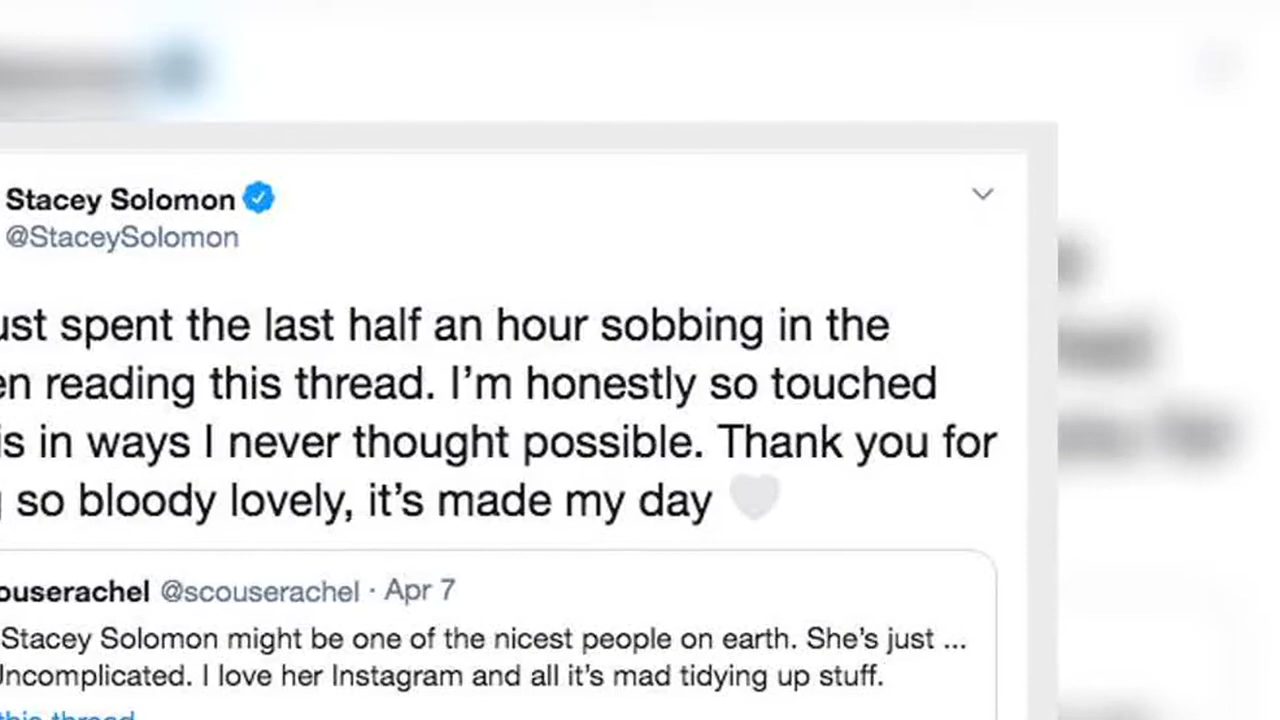 Stacey Solomon
@StaceySolomon
ust spent the last half an hour sobbing in the
en reading this thread. I’m honestly so touched
is in ways I never thought possible. Thank you for
g so bloody lovely, it’s made my day 🤍
ouserachel @scouserachel · Apr 7
Stacey Solomon might be one of the nicest people on earth. She’s just ...
Uncomplicated. I love her Instagram and all it’s mad tidying up stuff.
this thread